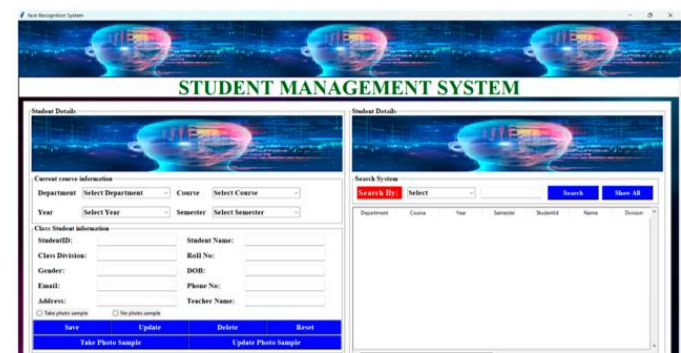 Face Recognition System
STUDENT MANAGEMENT SYSTEM
Student Details
Current course information
Department Select Department Course Select Course
Year Select Year Semester Select Semester
Class Student information
StudentID: Student Name:
Class Division: Roll No:
Gender: DOB:
Email: Phone No:
Address: Teacher Name:
Take photo sample No photo sample
Save Update Delete Reset
Take Photo Sample Update Photo Sample
Student Details
Search System
Search By: Select Search Show All
Department Course Year Semester StudentId Name Division